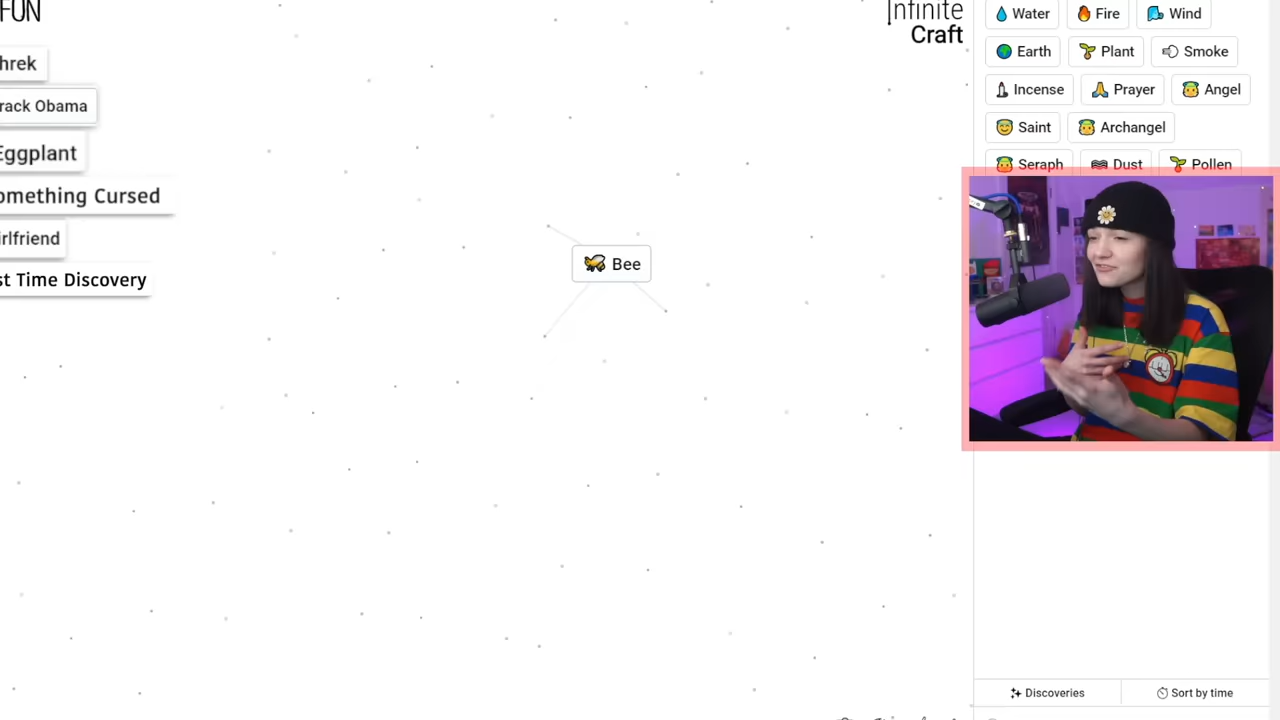 FUN
hrek
rack Obama
Eggplant
omething Cursed
irlfriend
st Time Discovery
Infinite
Craft
Bee
Water Fire Wind
Earth Plant Smoke
Incense Prayer Angel
Saint Archangel
Seraph Dust Pollen
Discoveries Sort by time